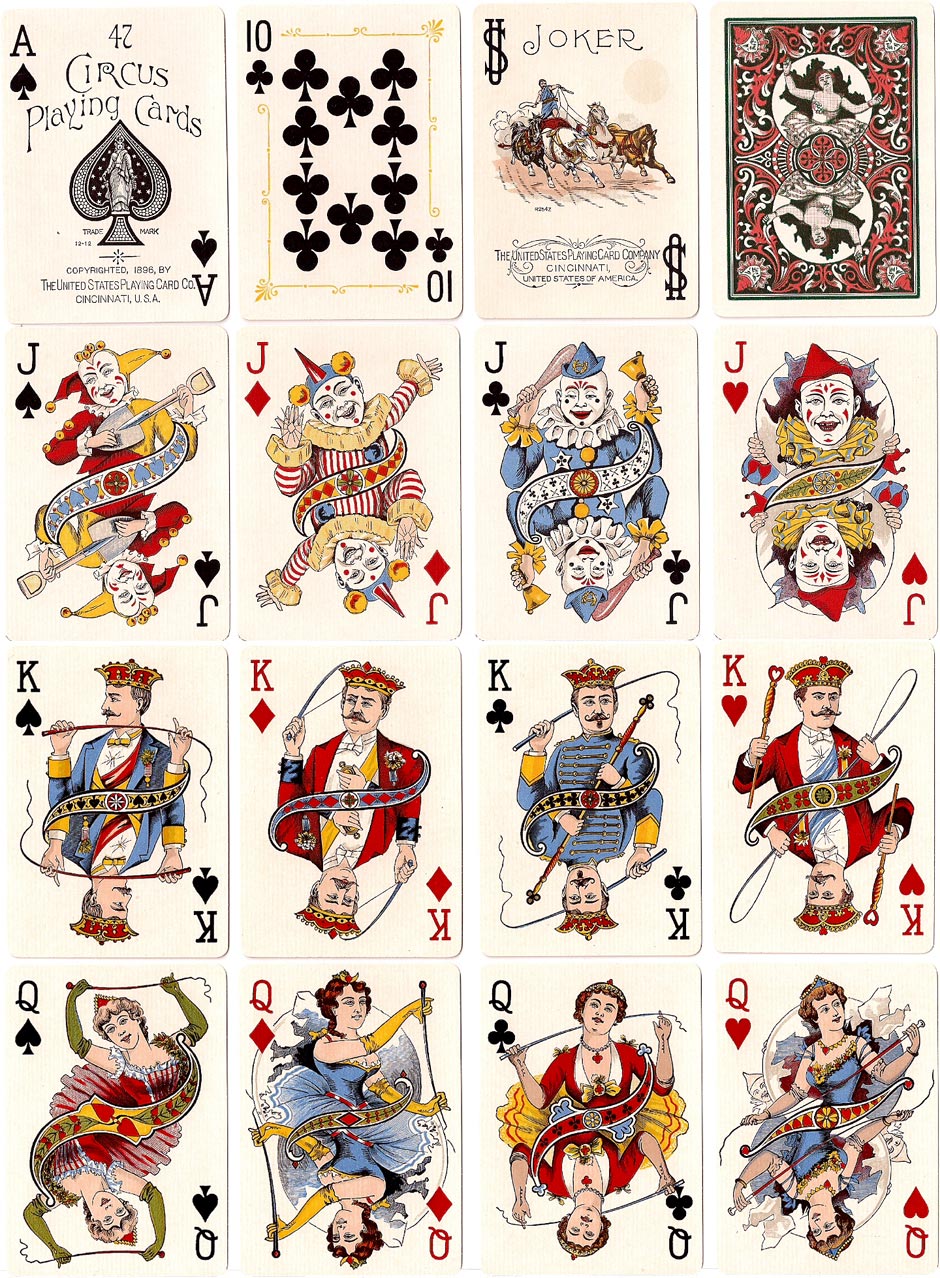 A
47
CIRCUS
Playing Cards
TRADE MARK
12-12
COPYRIGHTED, 1896, BY
THE UNITED STATES PLAYING CARD CO.
CINCINNATI, U.S.A.
A
10
10
$
JOKER
R2542
THE UNITED STATES PLAYING CARD COMPANY
CINCINNATI,
UNITED STATES OF AMERICA.
$
J
J
J
J
J
J
J
J
K
K
K
K
K
K
K
K
Q
Q
Q
Q
Q
Q
Q
Q